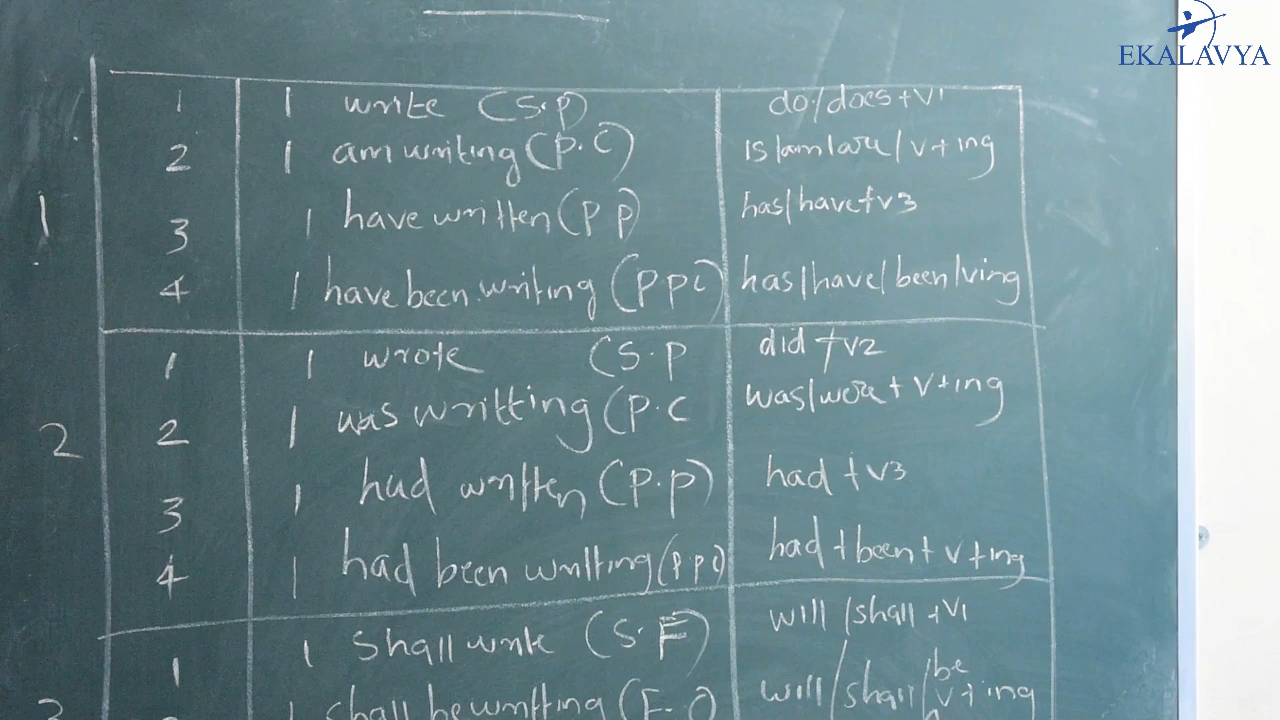 EKALAVYA
1 I write (S.P) do/does+V1
2 I am writing (P.C) is/am/are/v+ing
1
3 I have written (P P) has/have+v3
4 I have been writing (P P C) has/have/been/ving
1 I wrote (S.P did +v2
2 I was writting (P.C was/were+v+ing
2
3 I had written (P.P) had +v3
4 I had been writting (P P C) had+been+v+ing
1 I shall write (S.F) will/shall+V1
3 I shall be writting (F.C) will/shall/be v+ing